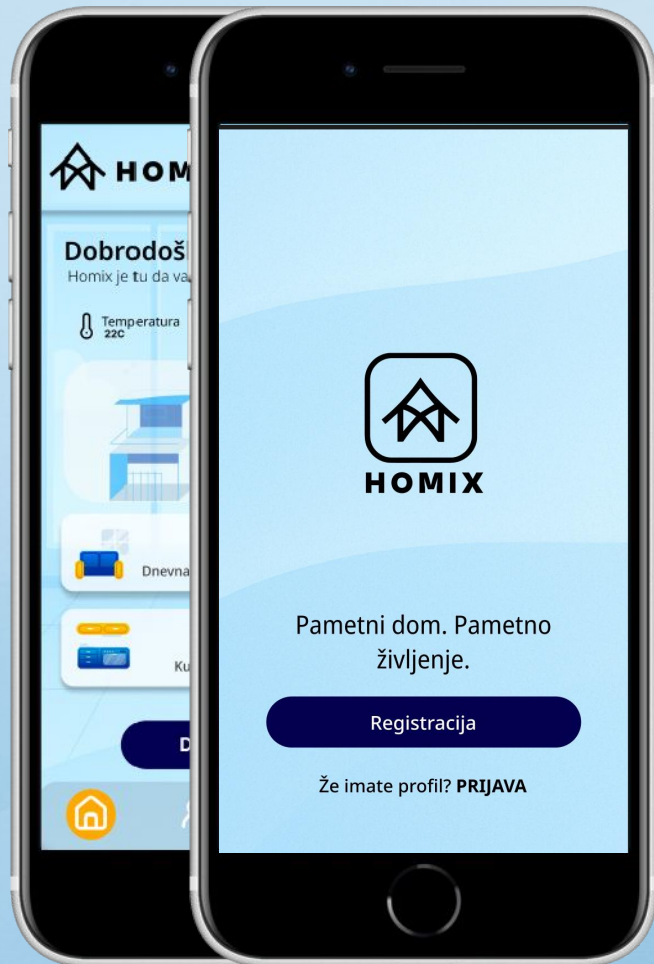 HOM
Dobrodoš
Homix je tu da va
Temperatura
22C
Dnevna
Ku
D
HOMIX
Pametni dom. Pametno
življenje.
Registracija
Že imate profil? PRIJAVA